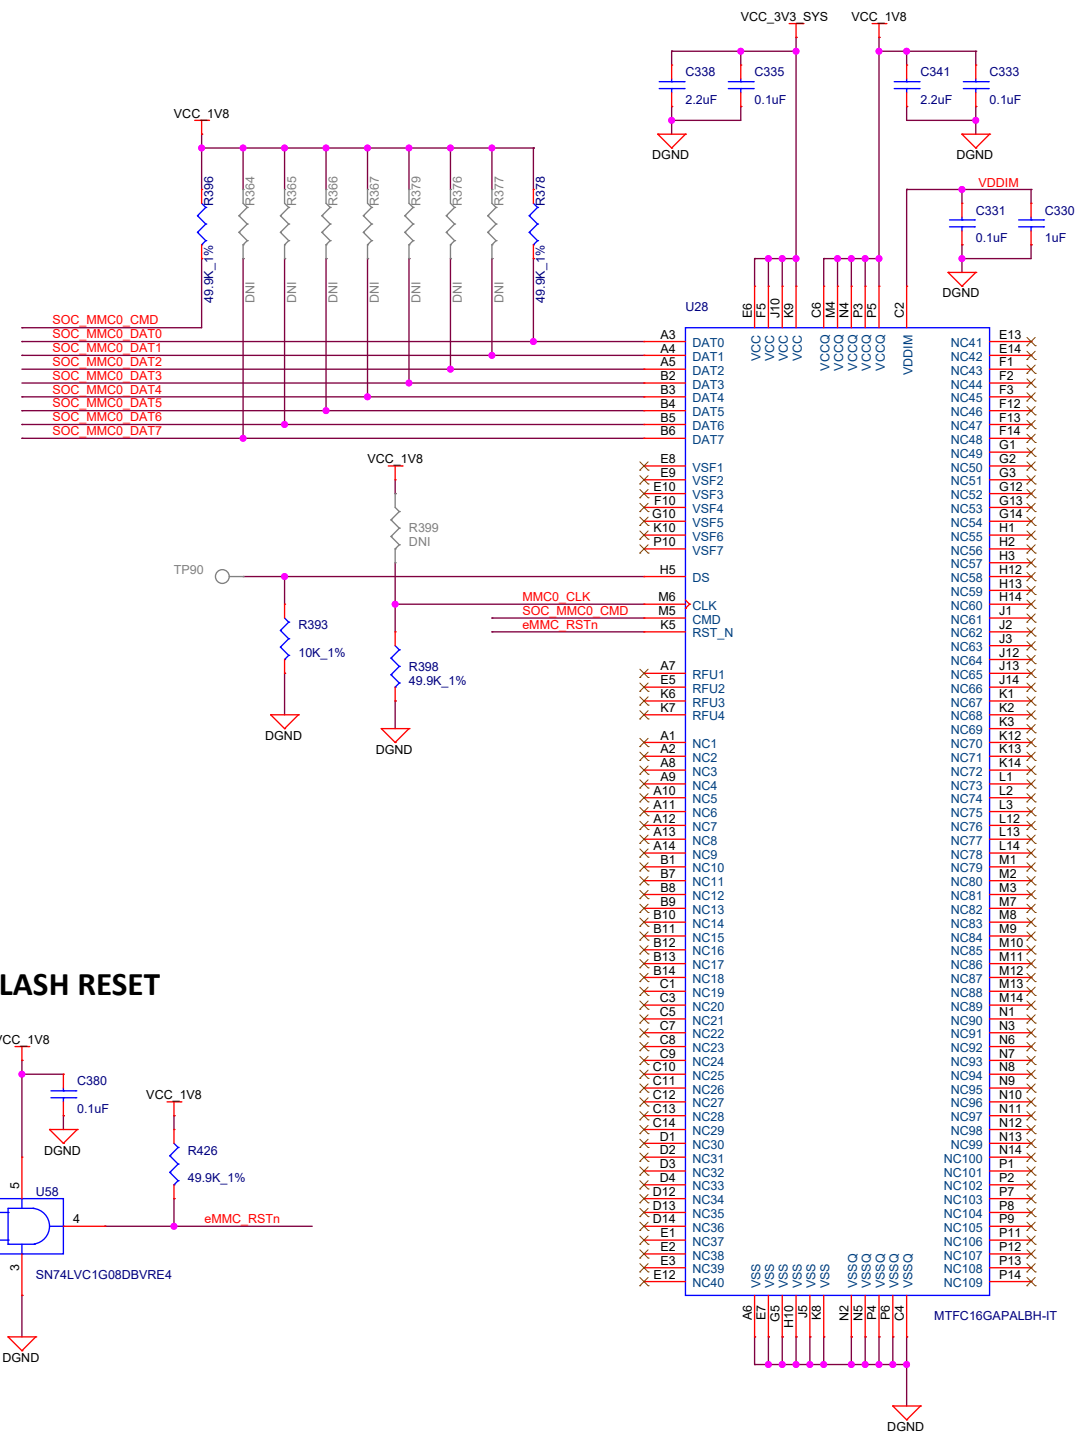 VCC_3V3_SYS VCC_1V8
C338 C335 C341 C333
2.2uF 0.1uF 2.2uF 0.1uF
DGND DGND
VCC_1V8
R396 R364 R365 R366 R367 R379 R376 R377 R378
49.9K_1% DNI DNI DNI DNI DNI DNI DNI 49.9K_1%
VDDIM
C331 C330
0.1uF 1uF
DGND
U28
E6 F5 J10 K9 C6 M4 N4 P3 P5 C2
VCC VCC VCC VCC VCCQ VCCQ VCCQ VCCQ VCCQ VDDIM
SOC_MMC0_CMD
SOC_MMC0_DAT0 A3 DAT0
SOC_MMC0_DAT1 A4 DAT1
SOC_MMC0_DAT2 A5 DAT2
SOC_MMC0_DAT3 B2 DAT3
SOC_MMC0_DAT4 B3 DAT4
SOC_MMC0_DAT5 B4 DAT5
SOC_MMC0_DAT6 B5 DAT6
SOC_MMC0_DAT7 B6 DAT7
E8 VSF1
E9 VSF2
E10 VSF3
F10 VSF4
G10 VSF5
K10 VSF6
P10 VSF7
VCC_1V8
R399
DNI
TP90 H5 DS
MMC0_CLK M6 CLK
SOC_MMC0_CMD M5 CMD
eMMC_RSTn K5 RST_N
R393
10K_1%
DGND
R398
49.9K_1%
DGND
A7 RFU1
E5 RFU2
K6 RFU3
K7 RFU4
A1 NC1
A2 NC2
A8 NC3
A9 NC4
A10 NC5
A11 NC6
A12 NC7
A13 NC8
A14 NC9
B1 NC10
B7 NC11
B8 NC12
B9 NC13
B10 NC14
B11 NC15
B12 NC16
B13 NC17
B14 NC18
C1 NC19
C3 NC20
C5 NC21
C7 NC22
C8 NC23
C9 NC24
C10 NC25
C11 NC26
C12 NC27
C13 NC28
C14 NC29
D1 NC30
D2 NC31
D3 NC32
D4 NC33
D12 NC34
D13 NC35
D14 NC36
E1 NC37
E2 NC38
E3 NC39
E12 NC40
NC41 E13
NC42 E14
NC43 F1
NC44 F2
NC45 F3
NC46 F12
NC47 F13
NC48 F14
NC49 G1
NC50 G2
NC51 G3
NC52 G12
NC53 G13
NC54 G14
NC55 H1
NC56 H2
NC57 H3
NC58 H12
NC59 H13
NC60 H14
NC61 J1
NC62 J2
NC63 J3
NC64 J12
NC65 J13
NC66 J14
NC67 K1
NC68 K2
NC69 K3
NC70 K12
NC71 K13
NC72 K14
NC73 L1
NC74 L2
NC75 L3
NC76 L12
NC77 L13
NC78 L14
NC79 M1
NC80 M2
NC81 M3
NC82 M7
NC83 M8
NC84 M9
NC85 M10
NC86 M11
NC87 M12
NC88 M13
NC89 M14
NC90 N1
NC91 N3
NC92 N6
NC93 N7
NC94 N8
NC95 N9
NC96 N10
NC97 N11
NC98 N12
NC99 N13
NC100 N14
NC101 P1
NC102 P2
NC103 P7
NC104 P8
NC105 P9
NC106 P11
NC107 P12
NC108 P13
NC109 P14
VSS VSS VSS VSS VSS VSS VSSQ VSSQ VSSQ VSSQ VSSQ
A6 E7 G5 H10 J5 K8 N2 N5 P4 P6 C4
MTFC16GAPALBH-IT
DGND
LASH RESET
VCC_1V8
C380
0.1uF
DGND
VCC_1V8
R426
49.9K_1%
5
U58
4 eMMC_RSTn
3
SN74LVC1G08DBVRE4
DGND